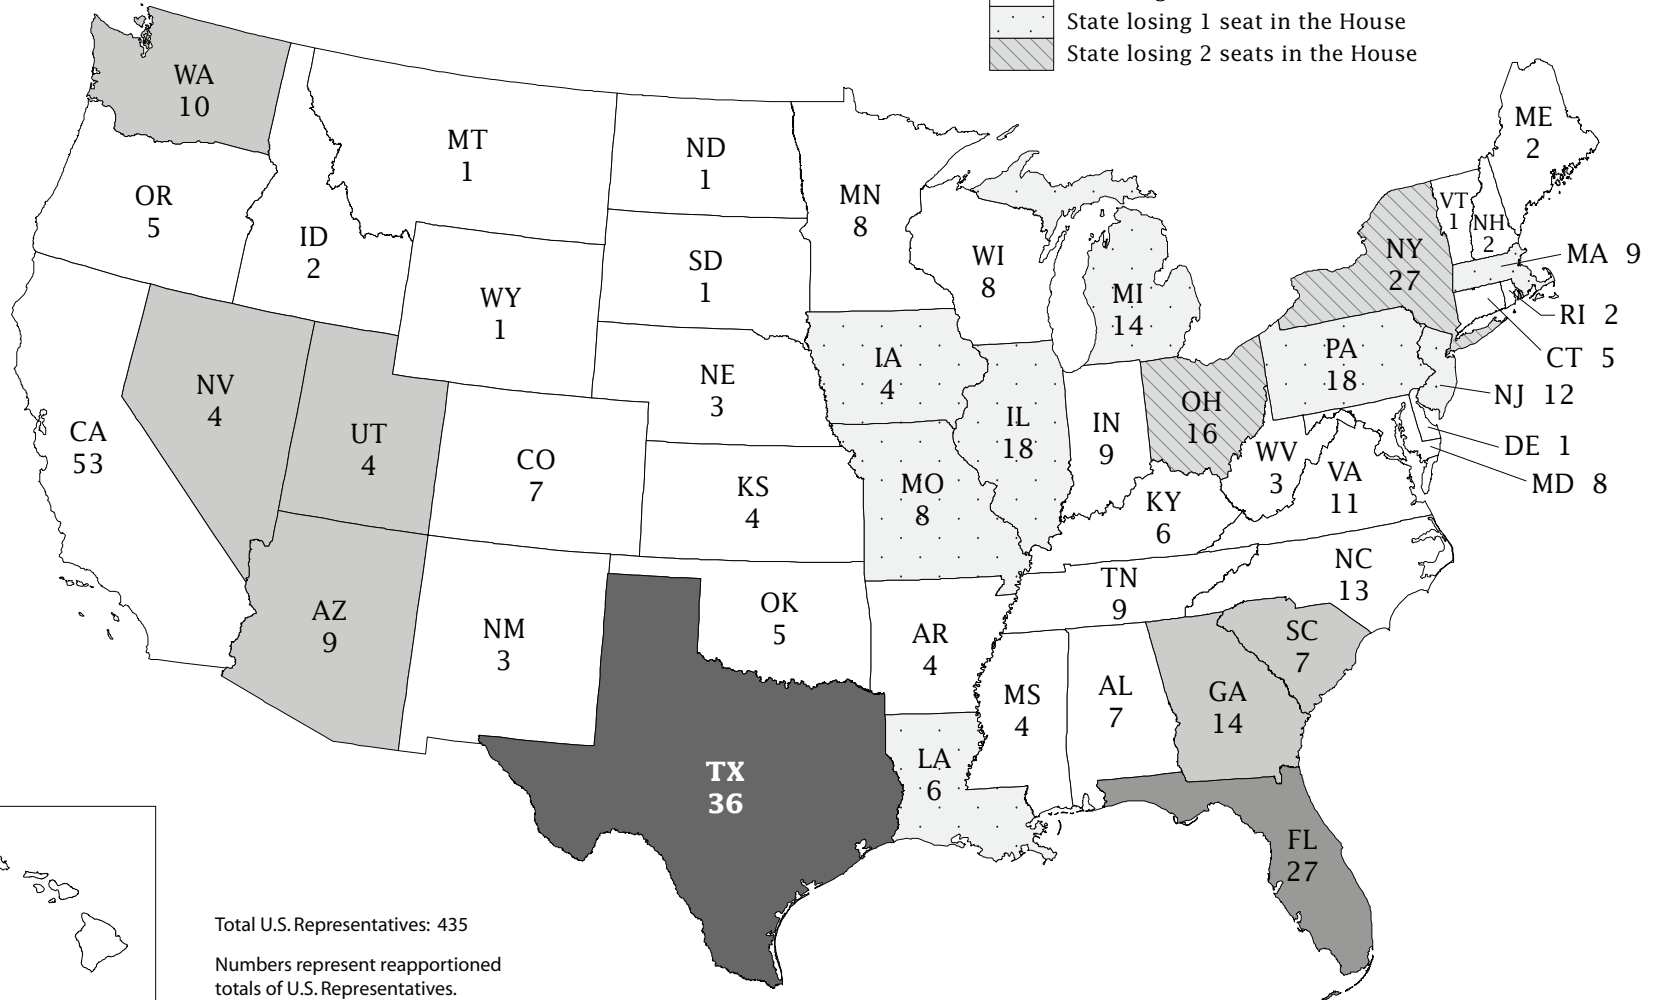 State losing 1 seat in the House
State losing 2 seats in the House
WA
10
MT
1
ND
1
ME
2
OR
5
ID
2
MN
8
VT
1
NH
2
SD
1
WI
8
NY
27
MA 9
WY
1
MI
14
RI 2
CT 5
NV
4
IA
4
PA
18
NE
3
NJ 12
CA
53
UT
4
IL
18
IN
9
OH
16
DE 1
CO
7
WV
3
VA
11
MD 8
KS
4
MO
8
KY
6
AZ
9
NM
3
OK
5
TN
9
NC
13
AR
4
SC
7
MS
4
AL
7
GA
14
TX
36
LA
6
FL
27
Total U.S. Representatives: 435
Numbers represent reapportioned
totals of U.S. Representatives.